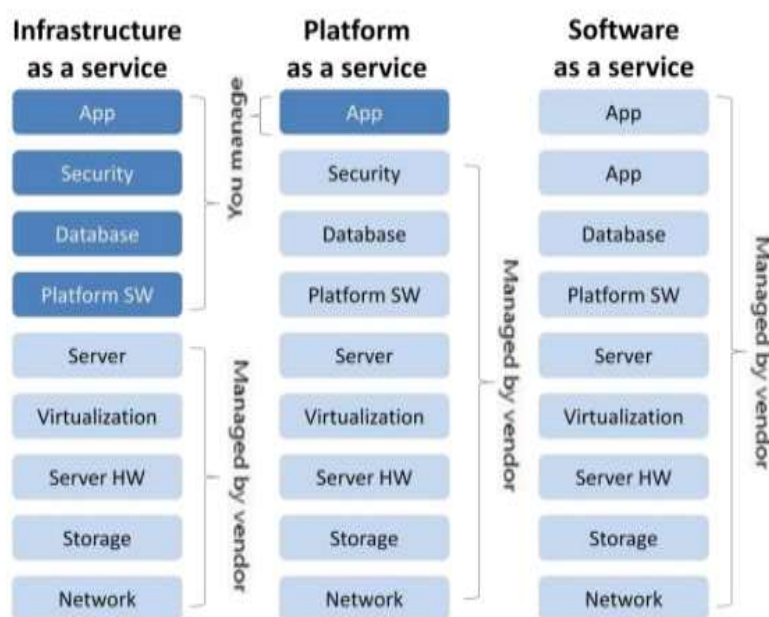 Infrastructure
as a service
App
Security
Database
Platform SW
Server
Virtualization
Server HW
Storage
Network
You manage
Managed by vendor
Platform
as a service
App
Security
Database
Platform SW
Server
Virtualization
Server HW
Storage
Network
Managed by vendor
Software
as a service
App
App
Database
Platform SW
Server
Virtualization
Server HW
Storage
Network
Managed by vendor